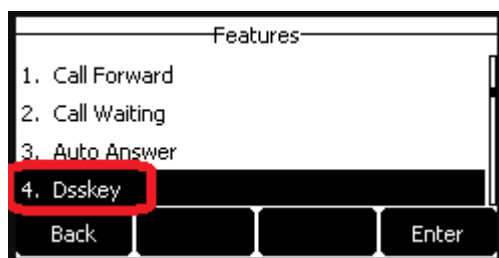 Features
1. Call Forward
2. Call Waiting
3. Auto Answer
4. Dsskey
Back Enter